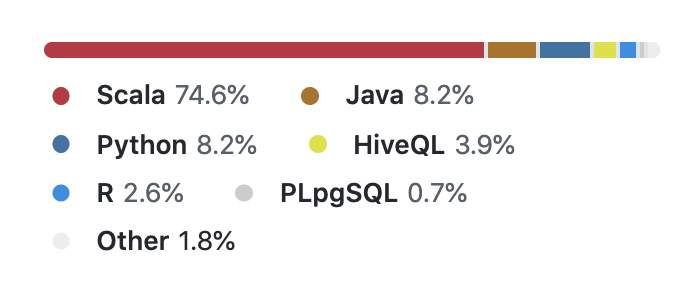 Scala 74.6% Java 8.2%
Python 8.2% HiveQL 3.9%
R 2.6% PLpgSQL 0.7%
Other 1.8%